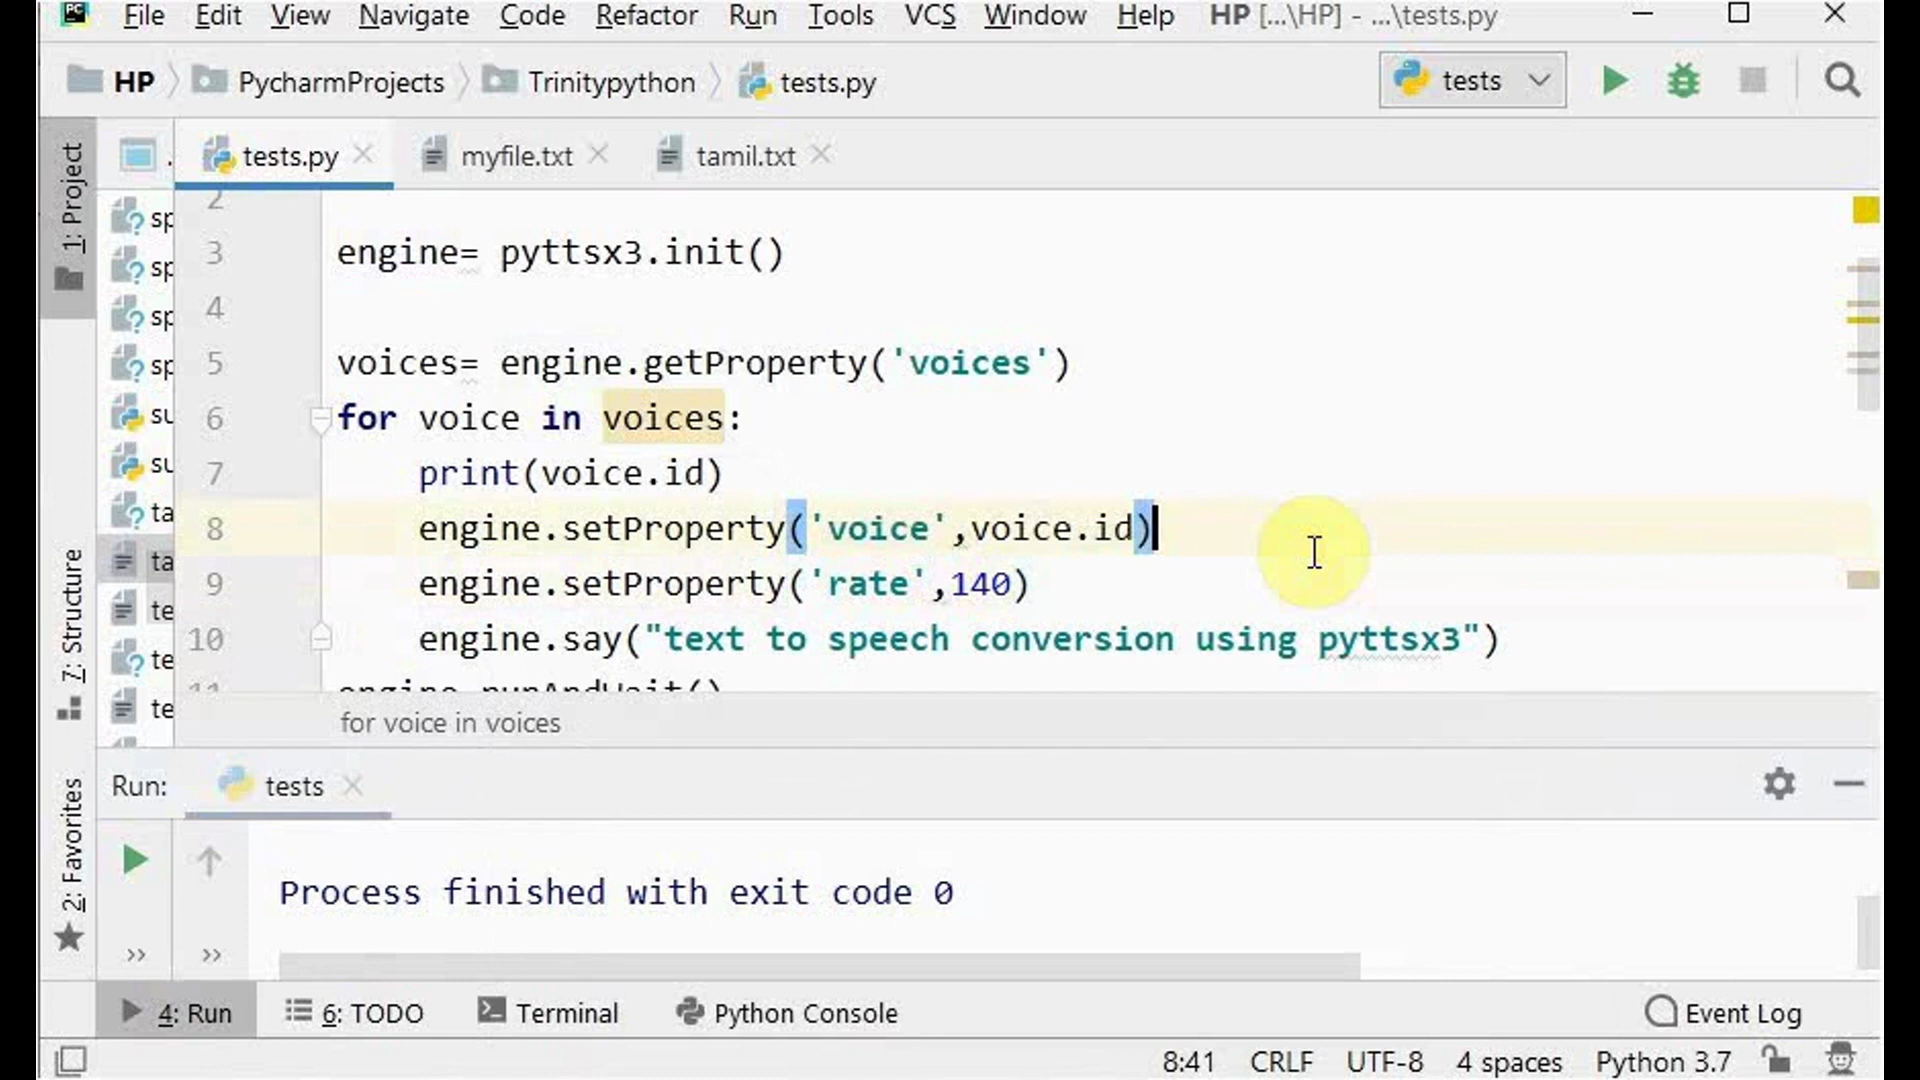 PC File Edit View Navigate Code Refactor Run Tools VCS Window Help HP [...\HP] - ...\tests.py
HP PycharmProjects Trinitypython tests.py tests
1: Project
7: Structure
2: Favorites
. tests.py myfile.txt tamil.txt
sp
sp
sp
sp
su
su
ta
ta
te
te
te
2
3 engine= pyttsx3.init()
4
5 voices= engine.getProperty('voices')
6 for voice in voices:
7 print(voice.id)
8 engine.setProperty('voice',voice.id)
9 engine.setProperty('rate',140)
10 engine.say("text to speech conversion using pyttsx3")
11 engine.runAndWait()
for voice in voices
Run: tests
Process finished with exit code 0
4: Run 6: TODO Terminal Python Console Event Log
8:41 CRLF UTF-8 4 spaces Python 3.7